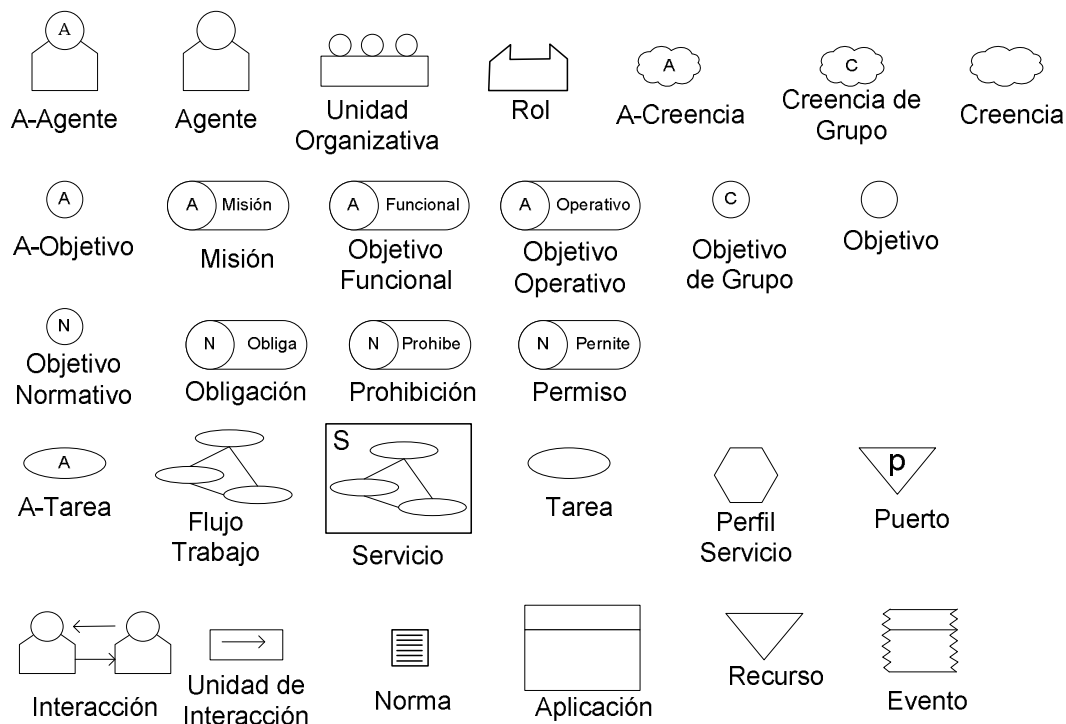 A
A
C
A-Agente
Agente
Unidad
Organizativa
Rol
A-Creencia
Creencia de
Grupo
Creencia
A
A Misión
A Funcional
A Operativo
C
A-Objetivo
Misión
Objetivo
Funcional
Objetivo
Operativo
Objetivo
de Grupo
Objetivo
N
N Obliga
N Prohibe
N Pernite
Objetivo
Normativo
Obligación
Prohibición
Permiso
A
S
p
A-Tarea
Flujo
Trabajo
Servicio
Tarea
Perfil
Servicio
Puerto
Interacción
Unidad de
Interacción
Norma
Aplicación
Recurso
Evento